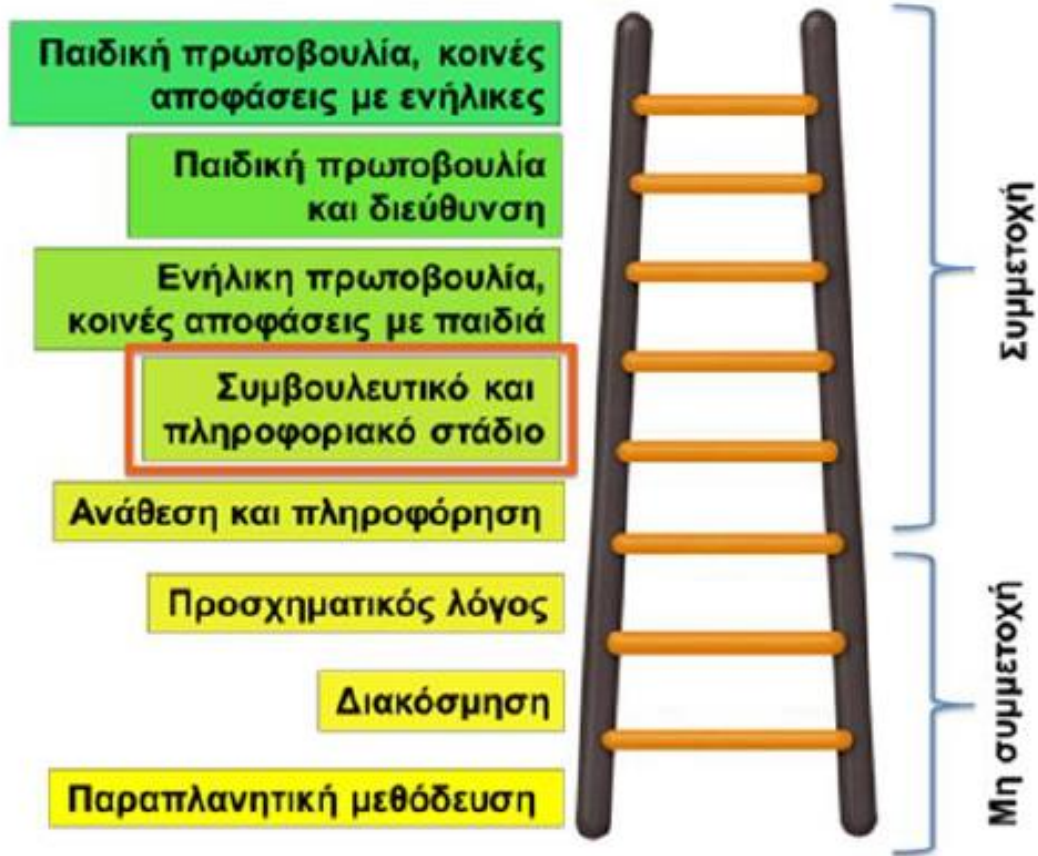 Παιδική πρωτοβουλία, κοινές
αποφάσεις με ενήλικες
Παιδική πρωτοβουλία
και διεύθυνση
Ενήλικη πρωτοβουλία,
κοινές αποφάσεις με παιδιά
Συμβουλευτικό και
πληροφοριακό στάδιο
Ανάθεση και πληροφόρηση
Προσχηματικός λόγος
Διακόσμηση
Παραπλανητική μεθόδευση
Συμμετοχή
Μη συμμετοχή